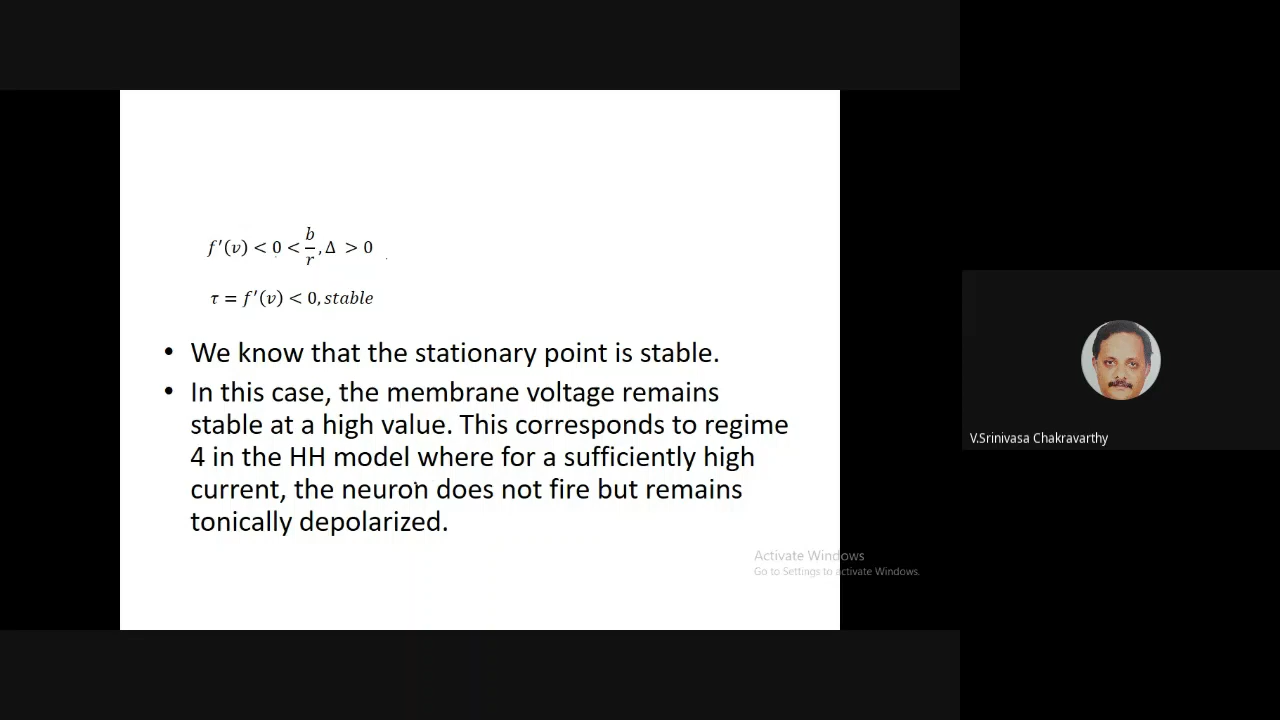 f′(v) < 0 < b/r, Δ > 0
τ = f′(v) < 0, stable
• We know that the stationary point is stable.
• In this case, the membrane voltage remains
stable at a high value. This corresponds to regime
4 in the HH model where for a sufficiently high
current, the neuron does not fire but remains
tonically depolarized.
V.Srinivasa Chakravarthy
Activate Windows
Go to Settings to activate Windows.